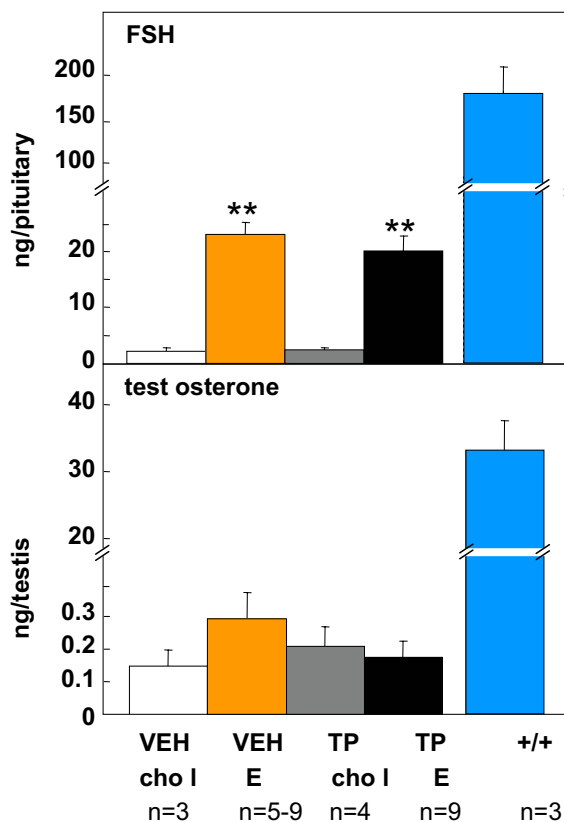 FSH
200
150
100
20
10
0
ng/pituitary
** **
test osterone
40
30
20
0.3
0.2
0.1
0
ng/testis
VEH VEH TP TP +/+
cho l E cho l E
n=3 n=5-9 n=4 n=9 n=3